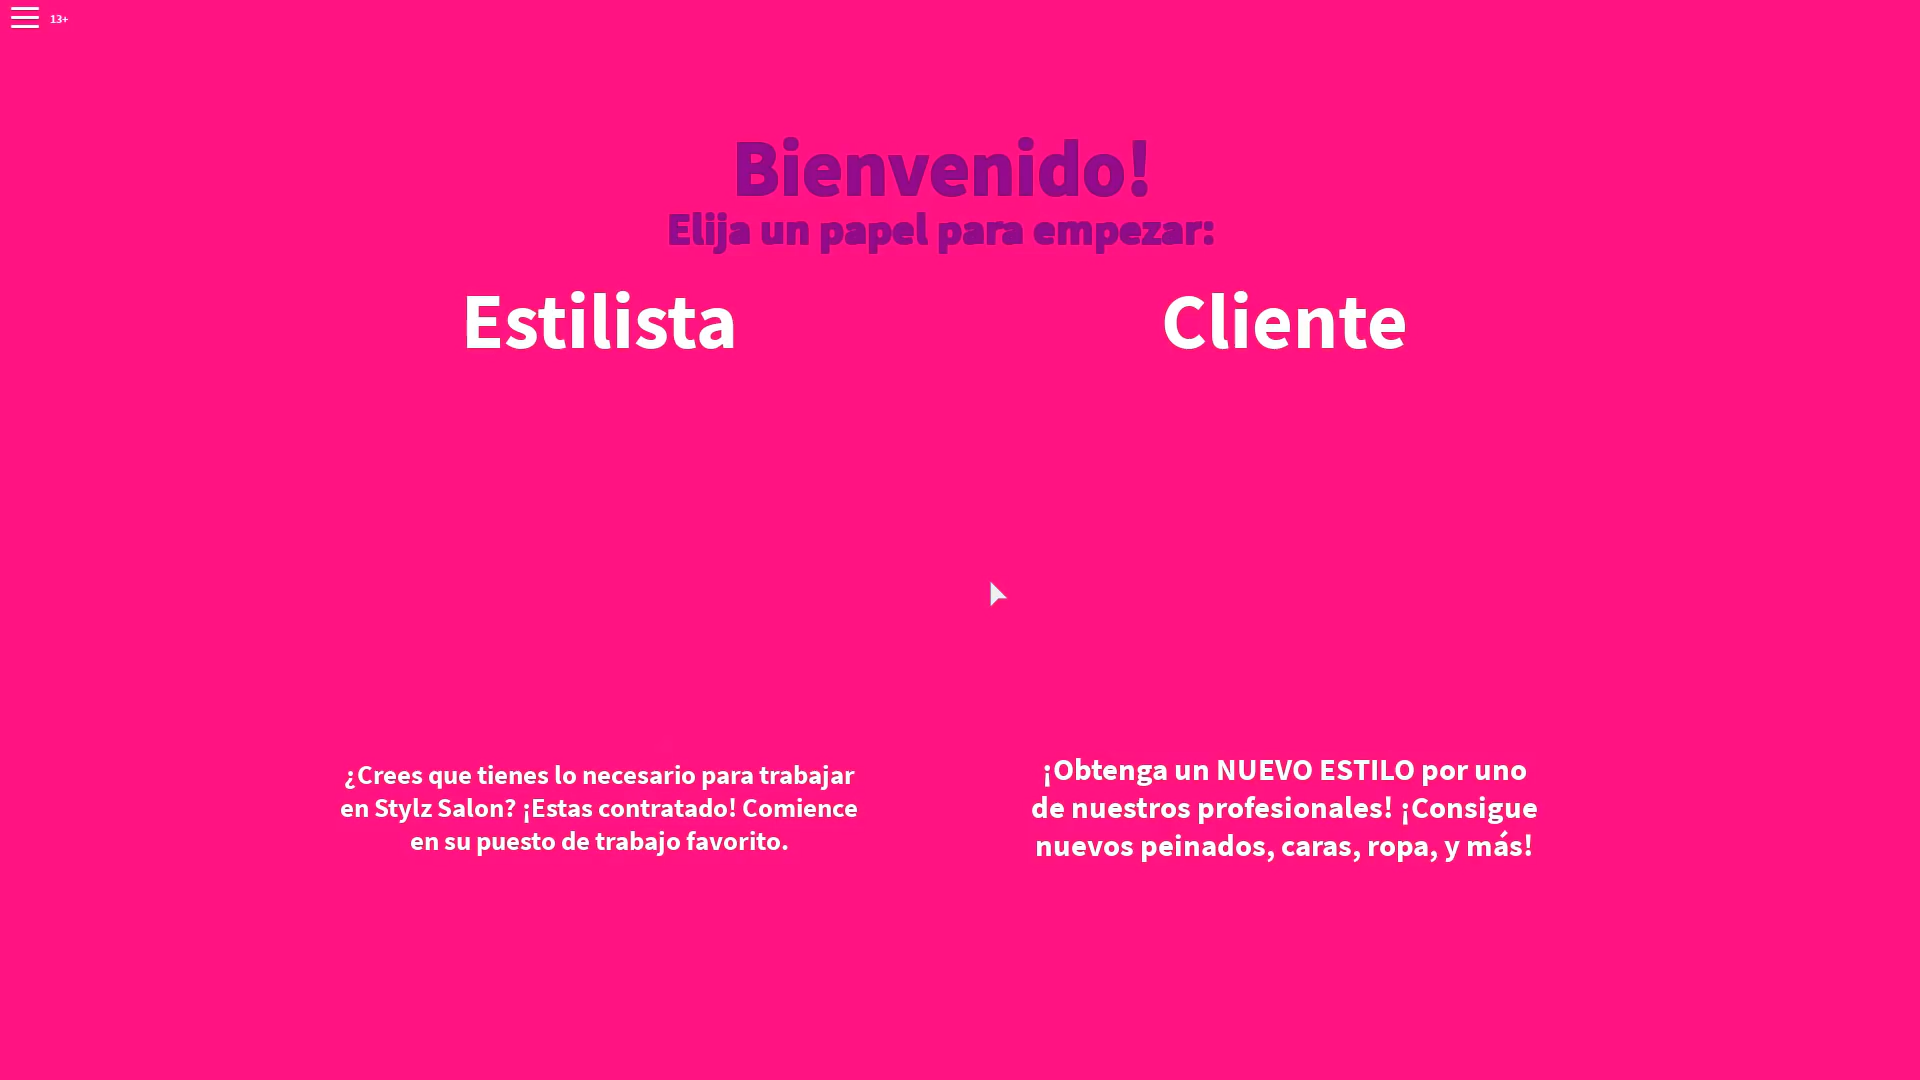 13+
Bienvenido!
Elija un papel para empezar:
Estilista
Cliente
¿Crees que tienes lo necesario para trabajar
en Stylz Salon? ¡Estas contratado! Comience
en su puesto de trabajo favorito.
¡Obtenga un NUEVO ESTILO por uno
de nuestros profesionales! ¡Consigue
nuevos peinados, caras, ropa, y más!